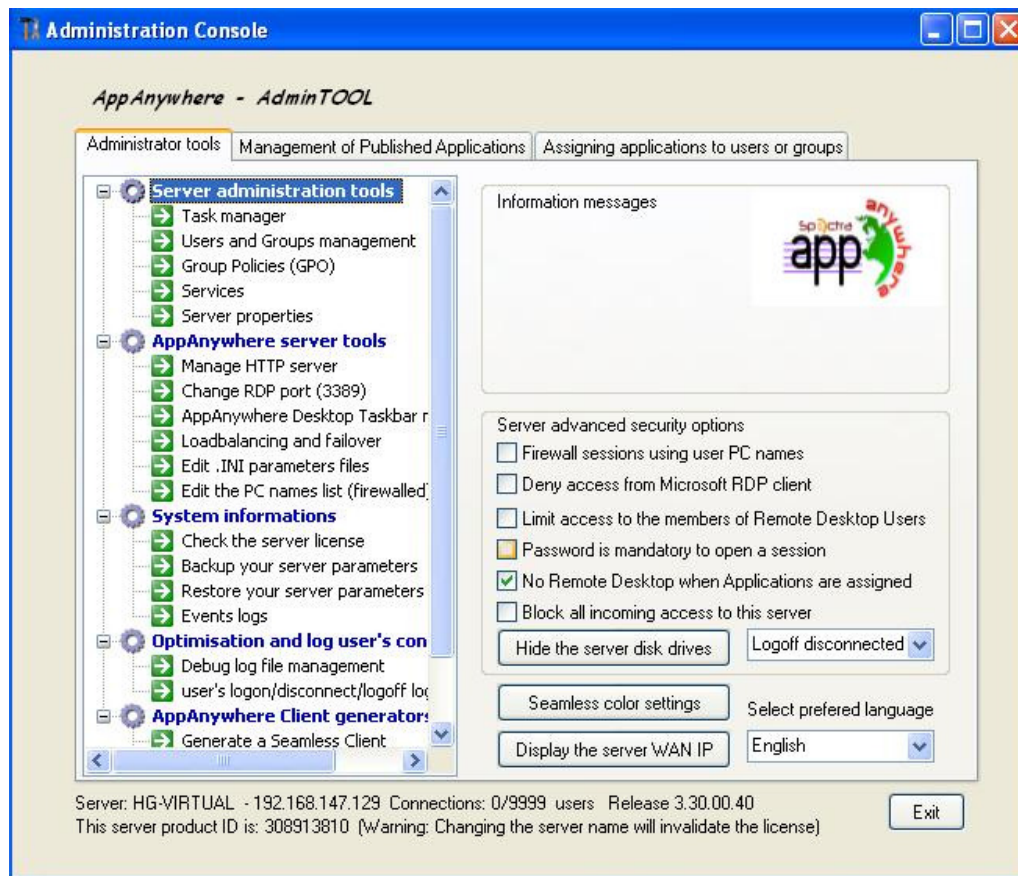 Administration Console
AppAnywhere - AdminTOOL
Administrator tools
Management of Published Applications
Assigning applications to users or groups
Server administration tools
Task manager
Users and Groups management
Group Policies (GPO)
Services
Server properties
AppAnywhere server tools
Manage HTTP server
Change RDP port (3389)
AppAnywhere Desktop Taskbar
Loadbalancing and failover
Edit .INI parameters files
Edit the PC names list (firewalled)
System informations
Check the server license
Backup your server parameters
Restore your server parameters
Events logs
Optimisation and log user's con
Debug log file management
user's logon/disconnect/logoff log
AppAnywhere Client generators
Generate a Seamless Client
Information messages
Spectra
app
anywhere
Server advanced security options
Firewall sessions using user PC names
Deny access from Microsoft RDP client
Limit access to the members of Remote Desktop Users
Password is mandatory to open a session
No Remote Desktop when Applications are assigned
Block all incoming access to this server
Hide the server disk drives
Logoff disconnected
Seamless color settings
Select prefered language
Display the server WAN IP
English
Server: HG-VIRTUAL - 192.168.147.129 Connections: 0/9999 users Release 3.30.00.40
This server product ID is: 308913810 (Warning: Changing the server name will invalidate the license)
Exit